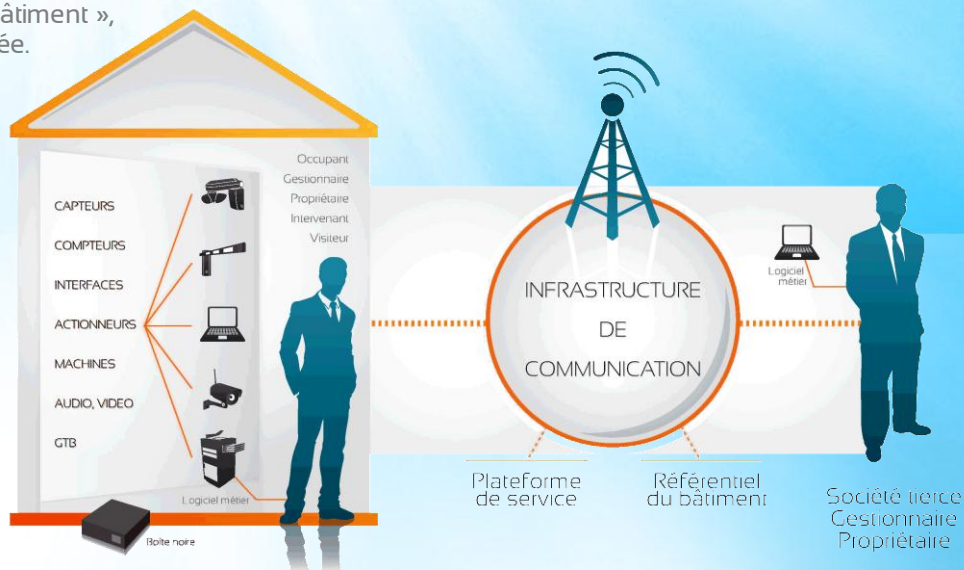 âtiment »,
ée.
Occupant
Gestionnaire
Propriétaire
Intervenant
Visiteur
CAPTEURS
COMPTEURS
INTERFACES
ACTIONNEURS
MACHINES
AUDIO, VIDEO
GTB
Logiciel métier
Boîte noire
INFRASTRUCTURE
DE
COMMUNICATION
Plateforme
de service
Référentiel
du bâtiment
Logiciel
métier
Société tierce
Gestionnaire
Propriétaire